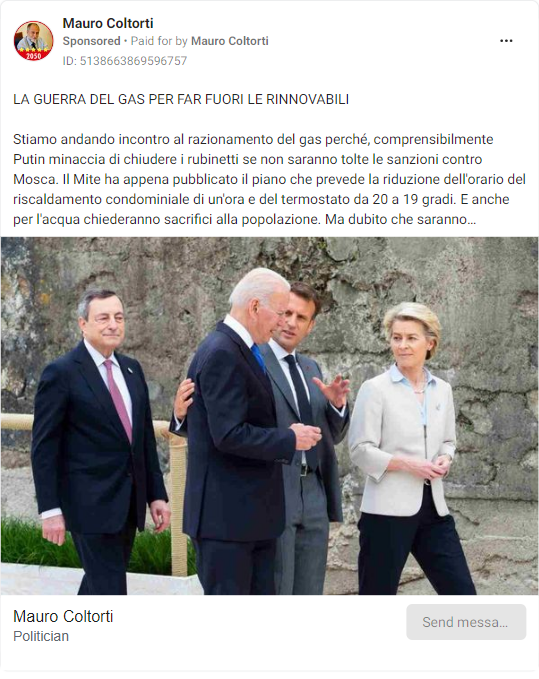 Mauro Coltorti
Sponsored • Paid for by Mauro Coltorti
ID: 5138663869596757
LA GUERRA DEL GAS PER FAR FUORI LE RINNOVABILI
Stiamo andando incontro al razionamento del gas perché, comprensibilmente
Putin minaccia di chiudere i rubinetti se non saranno tolte le sanzioni contro
Mosca. Il Mite ha appena pubblicato il piano che prevede la riduzione dell'orario del
riscaldamento condominiale di un'ora e del termostato da 20 a 19 gradi. E anche
per l'acqua chiederanno sacrifici alla popolazione. Ma dubito che saranno…
2050
Mauro Coltorti
Politician
Send messa…